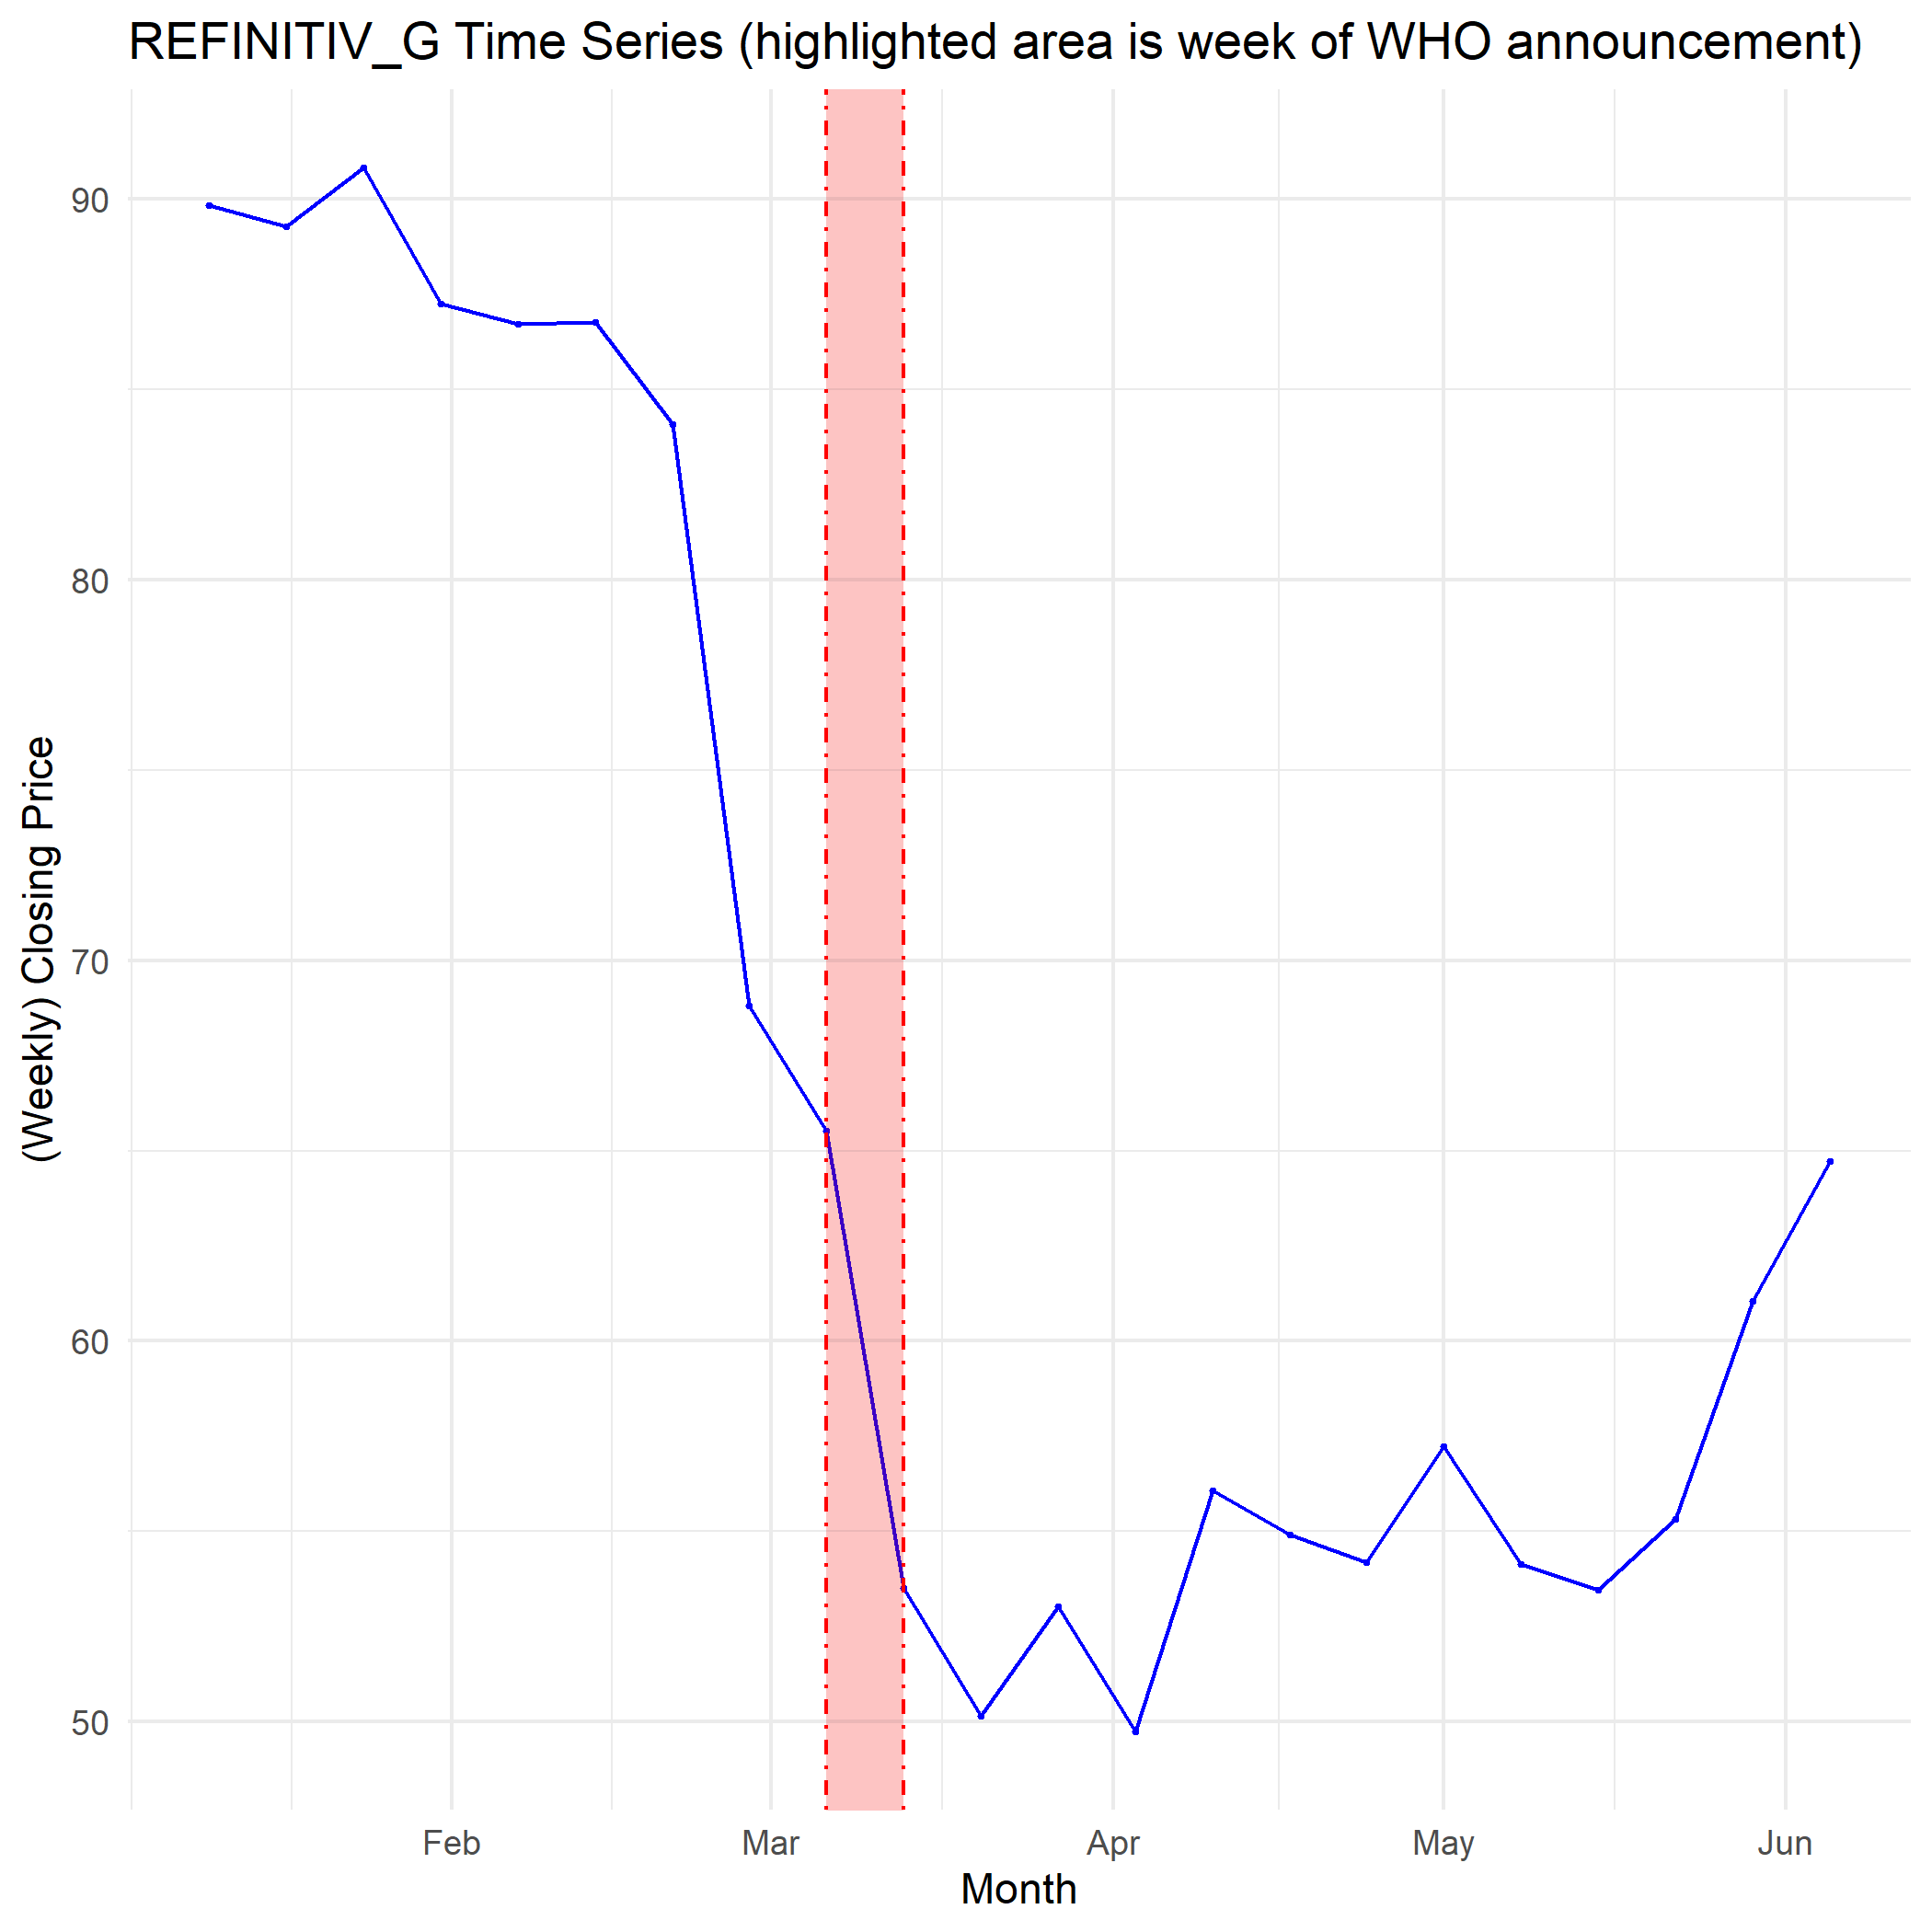 REFINITIV_G Time Series (highlighted area is week of WHO announcement)
(Weekly) Closing Price
90
80
70
60
50
Feb Mar Apr May Jun
Month